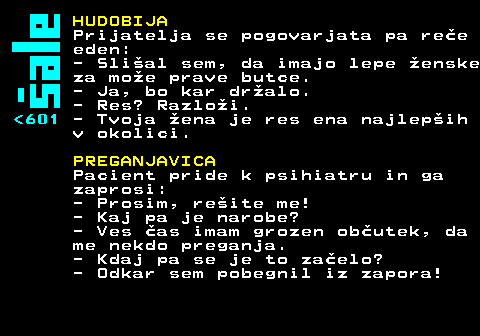 šale
<601
HUDOBIJA
Prijatelja se pogovarjata pa reče
eden:
- Slišal sem, da imajo lepe ženske
za može prave butce.
- Ja, bo kar držalo.
- Res? Razloži.
- Tvoja žena je res ena najlepših
v okolici.
PREGANJAVICA
Pacient pride k psihiatru in ga
zaprosi:
- Prosim, rešite me!
- Kaj pa je narobe?
- Ves čas imam grozen občutek, da
me nekdo preganja.
- Kdaj pa se je to začelo?
- Odkar sem pobegnil iz zapora!